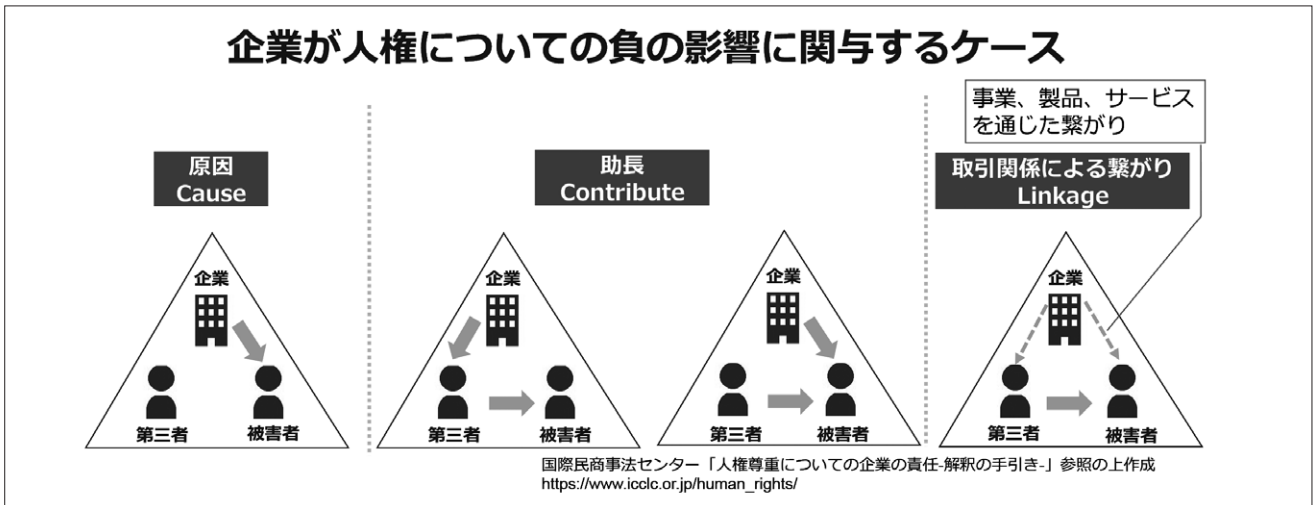 企業が人権についての負の影響に関与するケース
事業、製品、サービス
を通じた繋がり
原因
Cause
助長
Contribute
取引関係による繋がり
Linkage
企業
第三者
被害者
企業
第三者
被害者
企業
第三者
被害者
企業
第三者
被害者
国際民商事法センター「人権尊重についての企業の責任-解釈の手引き-」参照の上作成
https://www.icclc.or.jp/human_rights/